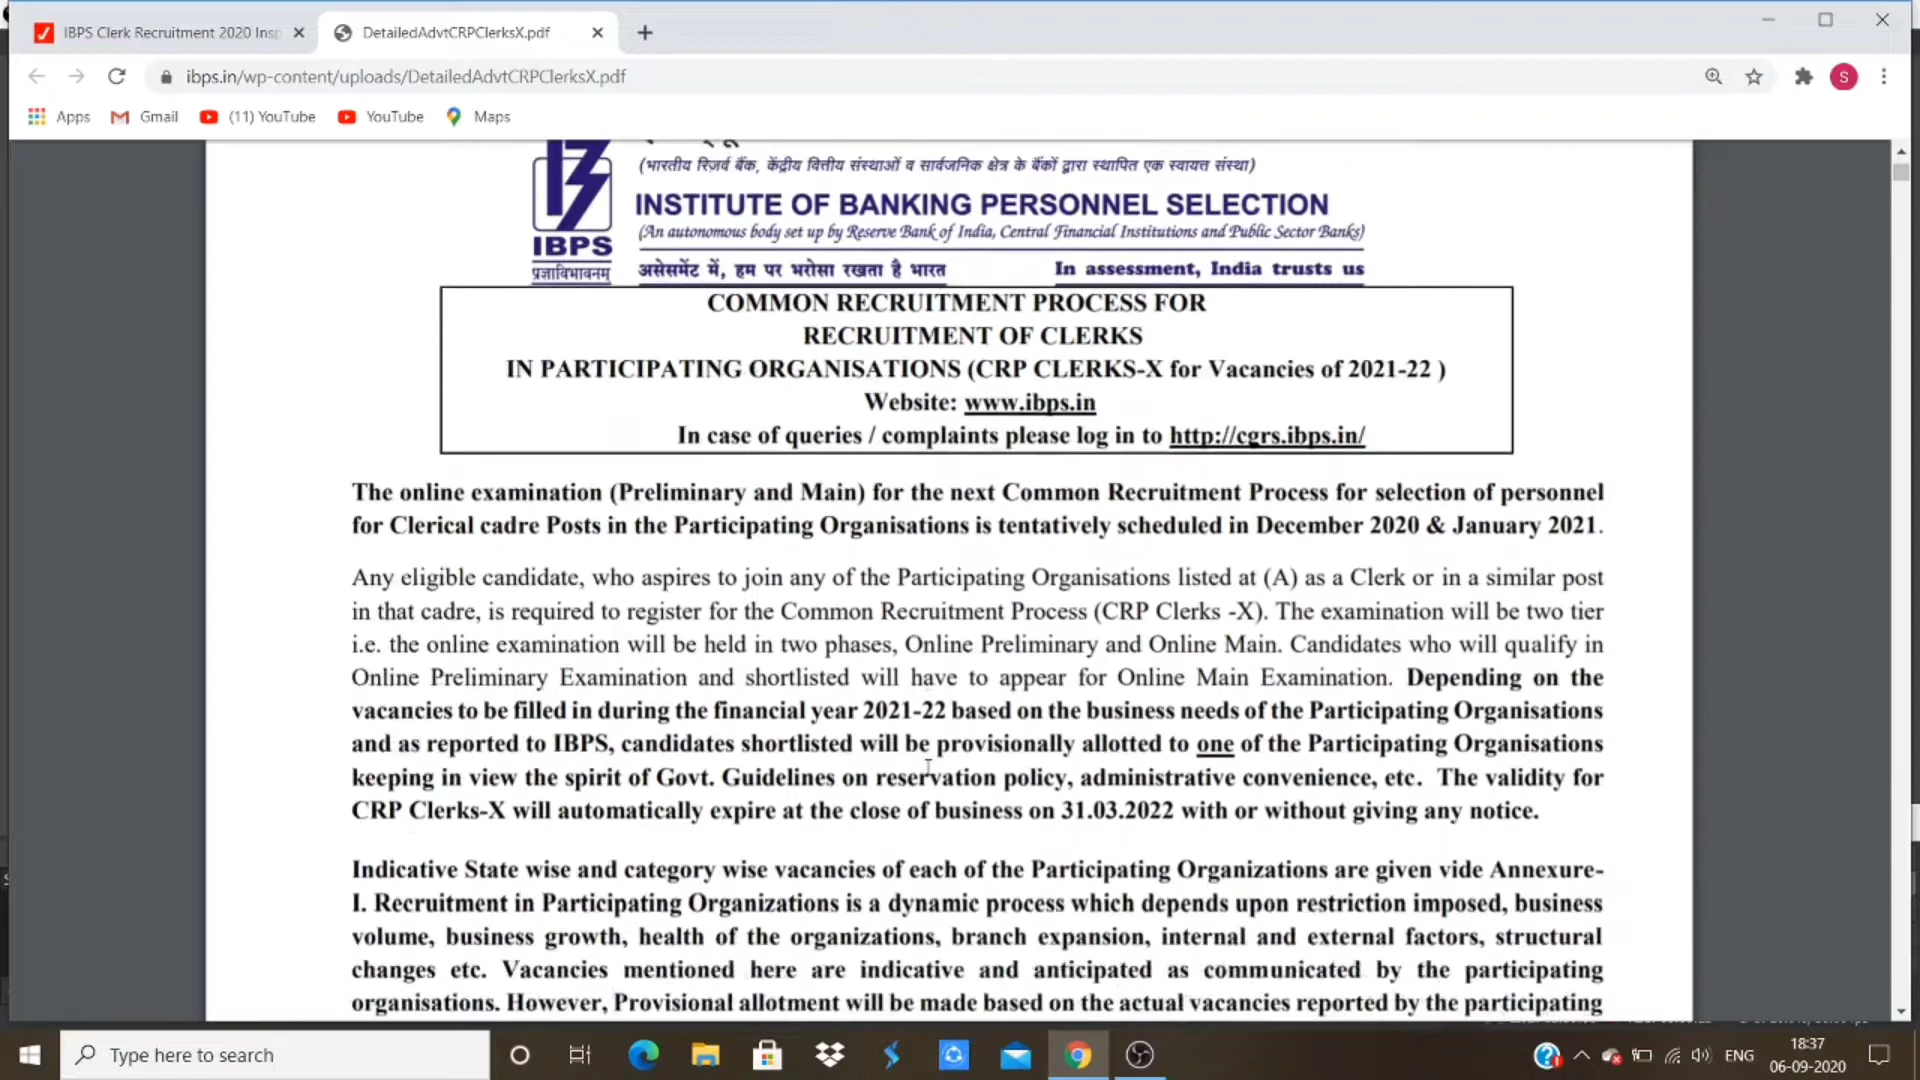 IBPS Clerk Recruitment 2020 Insp
DetailedAdvtCRPClerksX.pdf
ibps.in/wp-content/uploads/DetailedAdvtCRPClerksX.pdf
S
Apps
Gmail
(11) YouTube
YouTube
Maps
(भारतीय रिज़र्व बैंक, केंद्रीय वित्तीय संस्थाओं व सार्वजनिक क्षेत्र के बैंकों द्वारा स्थापित एक स्वायत्त संस्था)
INSTITUTE OF BANKING PERSONNEL SELECTION
(An autonomous body set up by Reserve Bank of India, Central Financial Institutions and Public Sector Banks)
IBPS
प्रज्ञाविभावनम्
असेसमेंट में, हम पर भरोसा रखता है भारत
In assessment, India trusts us
COMMON RECRUITMENT PROCESS FOR
RECRUITMENT OF CLERKS
IN PARTICIPATING ORGANISATIONS (CRP CLERKS-X for Vacancies of 2021-22 )
Website: www.ibps.in
In case of queries / complaints please log in to http://cgrs.ibps.in/
The online examination (Preliminary and Main) for the next Common Recruitment Process for selection of personnel
for Clerical cadre Posts in the Participating Organisations is tentatively scheduled in December 2020 & January 2021.
Any eligible candidate, who aspires to join any of the Participating Organisations listed at (A) as a Clerk or in a similar post
in that cadre, is required to register for the Common Recruitment Process (CRP Clerks -X). The examination will be two tier
i.e. the online examination will be held in two phases, Online Preliminary and Online Main. Candidates who will qualify in
Online Preliminary Examination and shortlisted will have to appear for Online Main Examination. Depending on the
vacancies to be filled in during the financial year 2021-22 based on the business needs of the Participating Organisations
and as reported to IBPS, candidates shortlisted will be provisionally allotted to one of the Participating Organisations
keeping in view the spirit of Govt. Guidelines on reservation policy, administrative convenience, etc. The validity for
CRP Clerks-X will automatically expire at the close of business on 31.03.2022 with or without giving any notice.
Indicative State wise and category wise vacancies of each of the Participating Organizations are given vide Annexure-
I. Recruitment in Participating Organizations is a dynamic process which depends upon restriction imposed, business
volume, business growth, health of the organizations, branch expansion, internal and external factors, structural
changes etc. Vacancies mentioned here are indicative and anticipated as communicated by the participating
organisations. However, Provisional allotment will be made based on the actual vacancies reported by the participating
Type here to search
ENG
18:37
06-09-2020